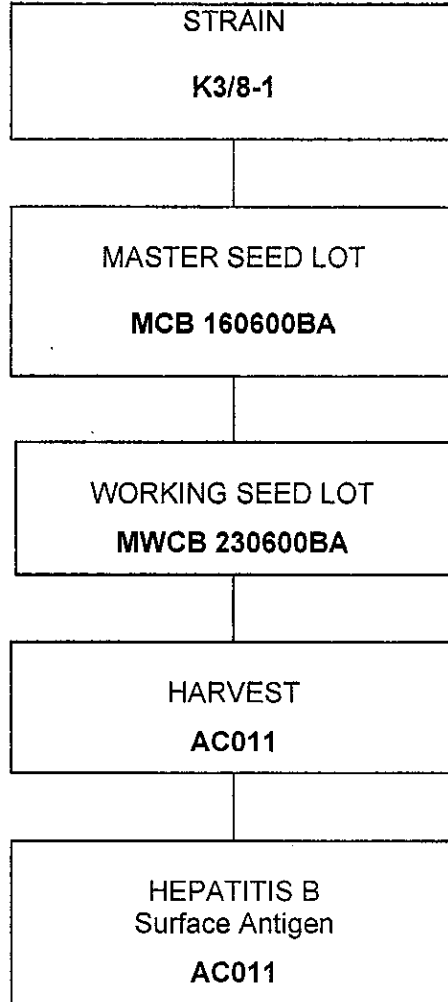 STRAIN
K3/8-1
MASTER SEED LOT
MCB 160600BA
WORKING SEED LOT
MWCB 230600BA
HARVEST
AC011
HEPATITIS B
Surface Antigen
AC011